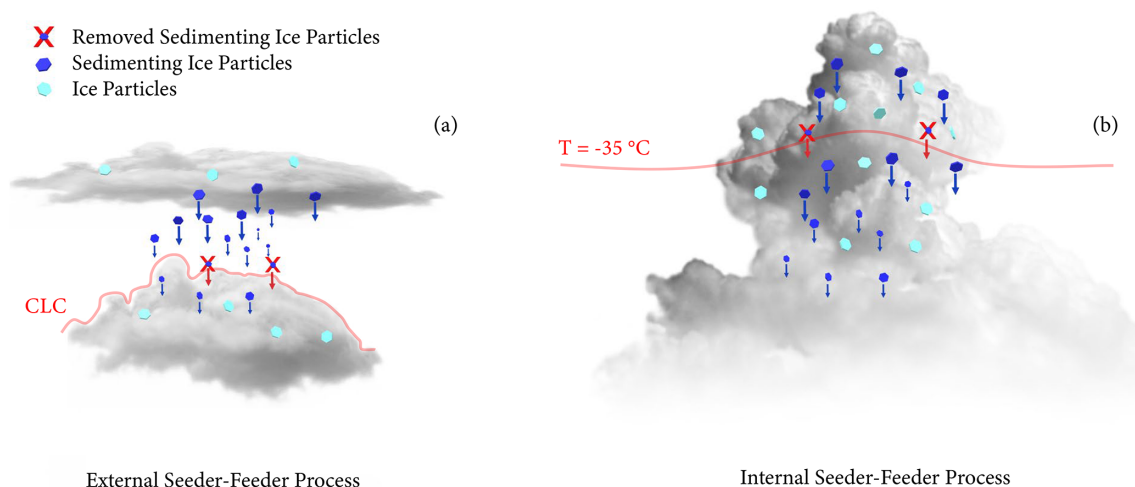 Removed Sedimenting Ice Particles
Sedimenting Ice Particles
Ice Particles
(a)
CLC
External Seeder-Feeder Process
(b)
T = -35 °C
Internal Seeder-Feeder Process